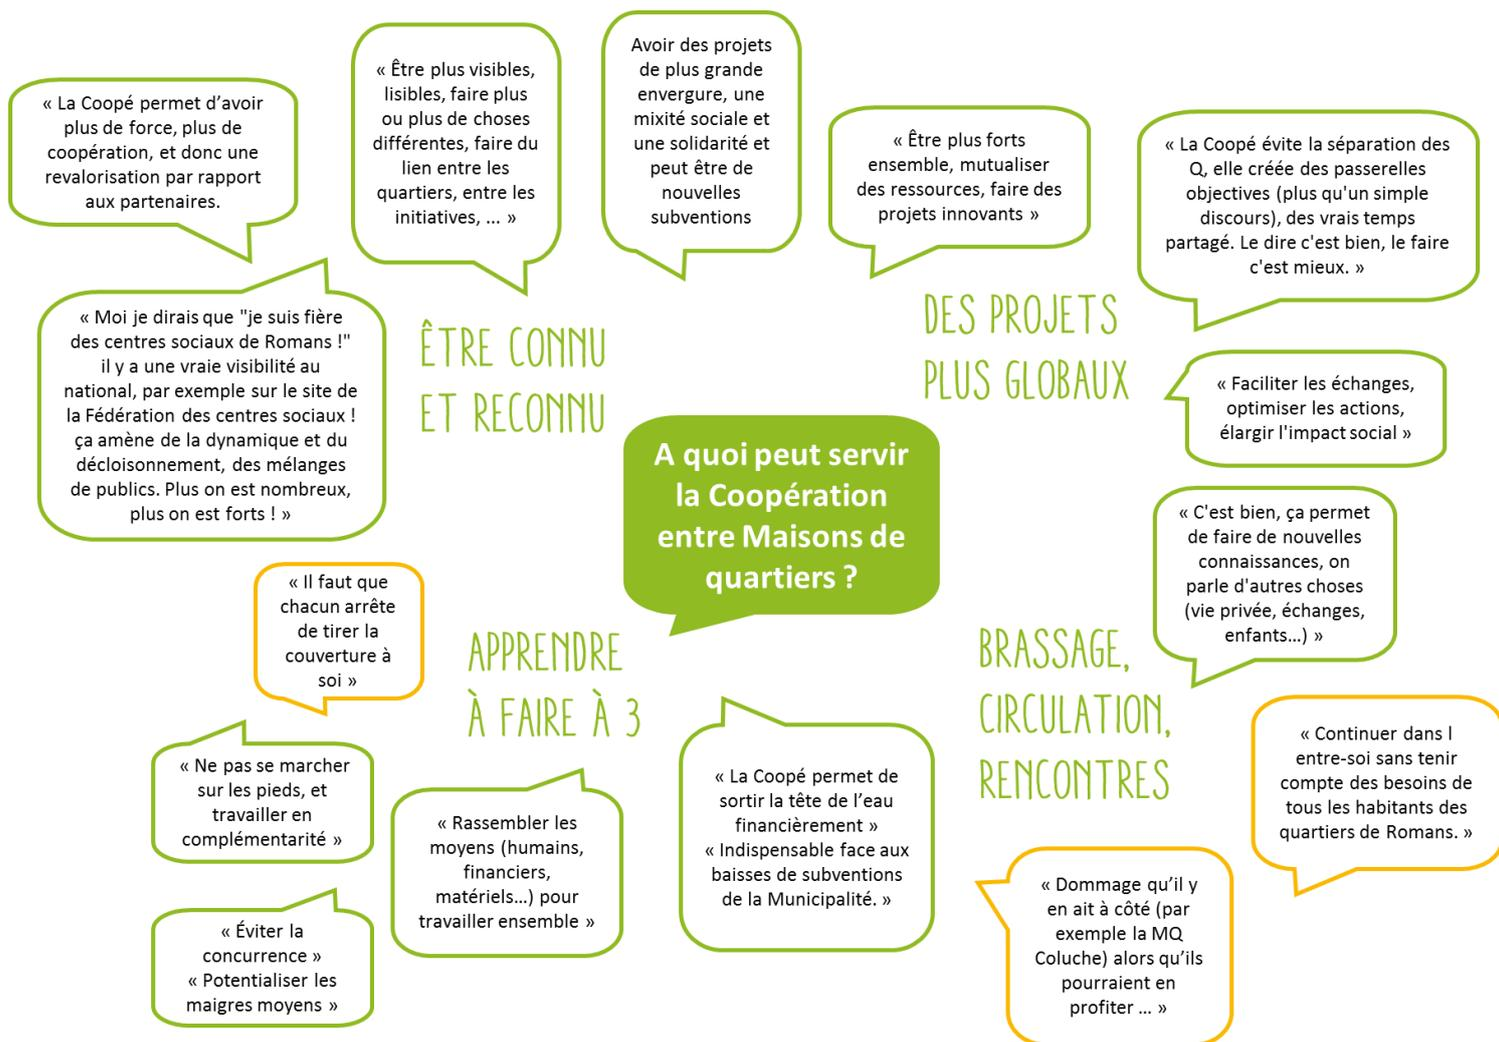 « La Coopé permet d’avoir
plus de force, plus de
coopération, et donc une
revalorisation par rapport
aux partenaires.
« Être plus visibles,
lisibles, faire plus
ou plus de choses
différentes, faire du
lien entre les
quartiers, entre les
initiatives, ... »
Avoir des projets
de plus grande
envergure, une
mixité sociale et
une solidarité et
peut être de
nouvelles
subventions
« Être plus forts
ensemble, mutualiser
des ressources, faire des
projets innovants »
« La Coopé évite la séparation des
Q, elle créée des passerelles
objectives (plus qu'un simple
discours), des vrais temps
partagé. Le dire c'est bien, le faire
c'est mieux. »
« Moi je dirais que "je suis fière
des centres sociaux de Romans !"
il y a une vraie visibilité au
national, par exemple sur le site de
la Fédération des centres sociaux !
ça amène de la dynamique et du
décloisonnement, des mélanges
de publics. Plus on est nombreux,
plus on est forts ! »
ÊTRE CONNU
ET RECONNU
DES PROJETS
PLUS GLOBAUX
« Faciliter les échanges,
optimiser les actions,
élargir l'impact social »
A quoi peut servir
la Coopération
entre Maisons de
quartiers ?
« C'est bien, ça permet
de faire de nouvelles
connaissances, on
parle d'autres choses
(vie privée, échanges,
enfants...) »
« Il faut que
chacun arrête
de tirer la
couverture à
soi »
APPRENDRE
À FAIRE À 3
BRASSAGE,
CIRCULATION,
RENCONTRES
« Ne pas se marcher
sur les pieds, et
travailler en
complémentarité »
« Rassembler les
moyens (humains,
financiers,
matériels...) pour
travailler ensemble »
« La Coopé permet de
sortir la tête de l’eau
financièrement »
« Indispensable face aux
baisses de subventions
de la Municipalité. »
« Continuer dans l
entre-soi sans tenir
compte des besoins de
tous les habitants des
quartiers de Romans. »
« Éviter la
concurrence »
« Potentialiser les
maigres moyens »
« Dommage qu’il y
en ait à côté (par
exemple la MQ
Coluche) alors qu’ils
pourraient en
profiter ... »